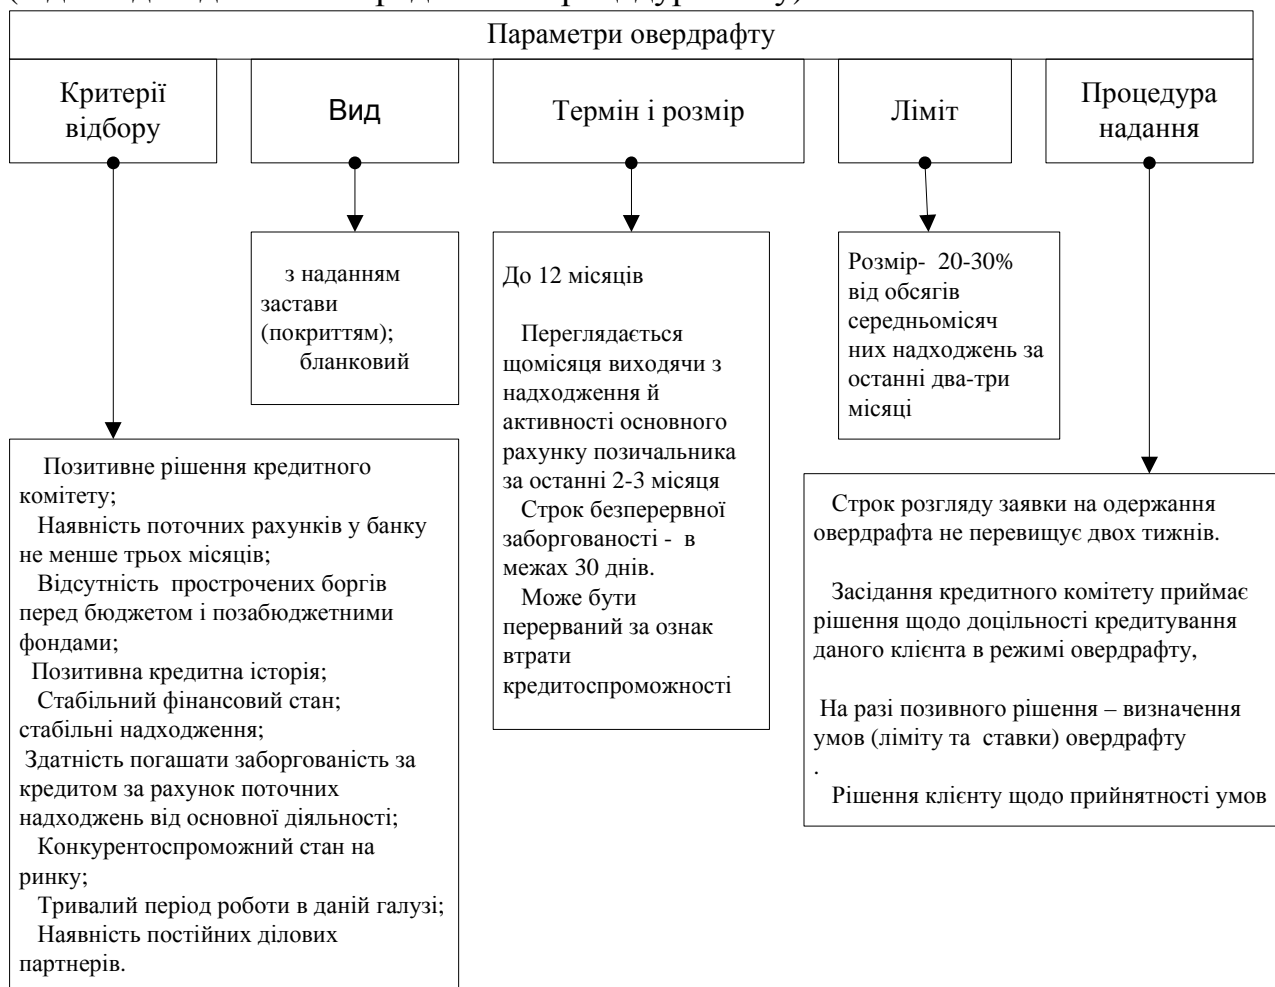 Параметри овердрафту
Критерії
відбору
Вид
Термін і розмір
Ліміт
Процедура
надання
з наданням
застави
(покриттям);
бланковий
До 12 місяців
Переглядається
щомісяця виходячи з
надходження й
активності основного
рахунку позичальника
за останні 2-3 місяця
Строк безперервної
заборгованості - в
межах 30 днів.
Може бути
перерваний за ознак
втрати
кредитоспроможності
Розмір- 20-30%
від обсягів
середньомісяч
них надходжень за
останні два-три
місяці
Позитивне рішення кредитного
комітету;
Наявність поточних рахунків у банку
не менше трьох місяців;
Відсутність прострочених боргів
перед бюджетом і позабюджетними
фондами;
Позитивна кредитна історія;
Стабільний фінансовий стан;
стабільні надходження;
Здатність погашати заборгованість за
кредитом за рахунок поточних
надходжень від основної діяльності;
Конкурентоспроможний стан на
ринку;
Тривалий період роботи в даній галузі;
Наявність постійних ділових
партнерів.
Строк розгляду заявки на одержання
овердрафта не перевищує двох тижнів.
Засідання кредитного комітету приймає
рішення щодо доцільності кредитування
даного клієнта в режимі овердрафту,
На разі позивного рішення – визначення
умов (ліміту та ставки) овердрафту
.
Рішення клієнту щодо прийнятності умов